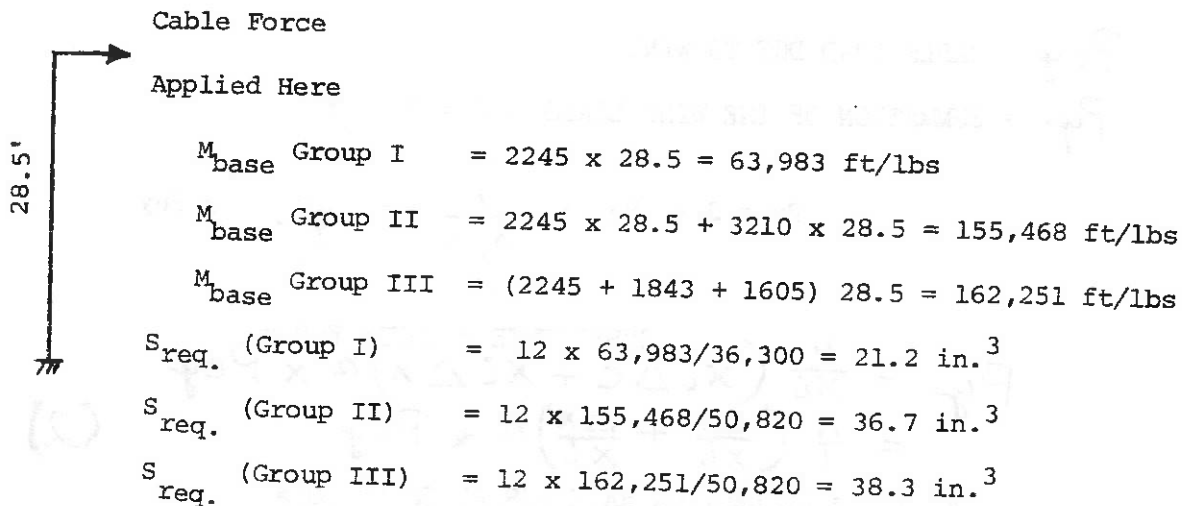 Cable Force
Applied Here
28.5'
M_base Group I = 2245 x 28.5 = 63,983 ft/lbs
M_base Group II = 2245 x 28.5 + 3210 x 28.5 = 155,468 ft/lbs
M_base Group III = (2245 + 1843 + 1605) 28.5 = 162,251 ft/lbs
S_req. (Group I) = 12 x 63,983/36,300 = 21.2 in.³
S_req. (Group II) = 12 x 155,468/50,820 = 36.7 in.³
S_req. (Group III) = 12 x 162,251/50,820 = 38.3 in.³